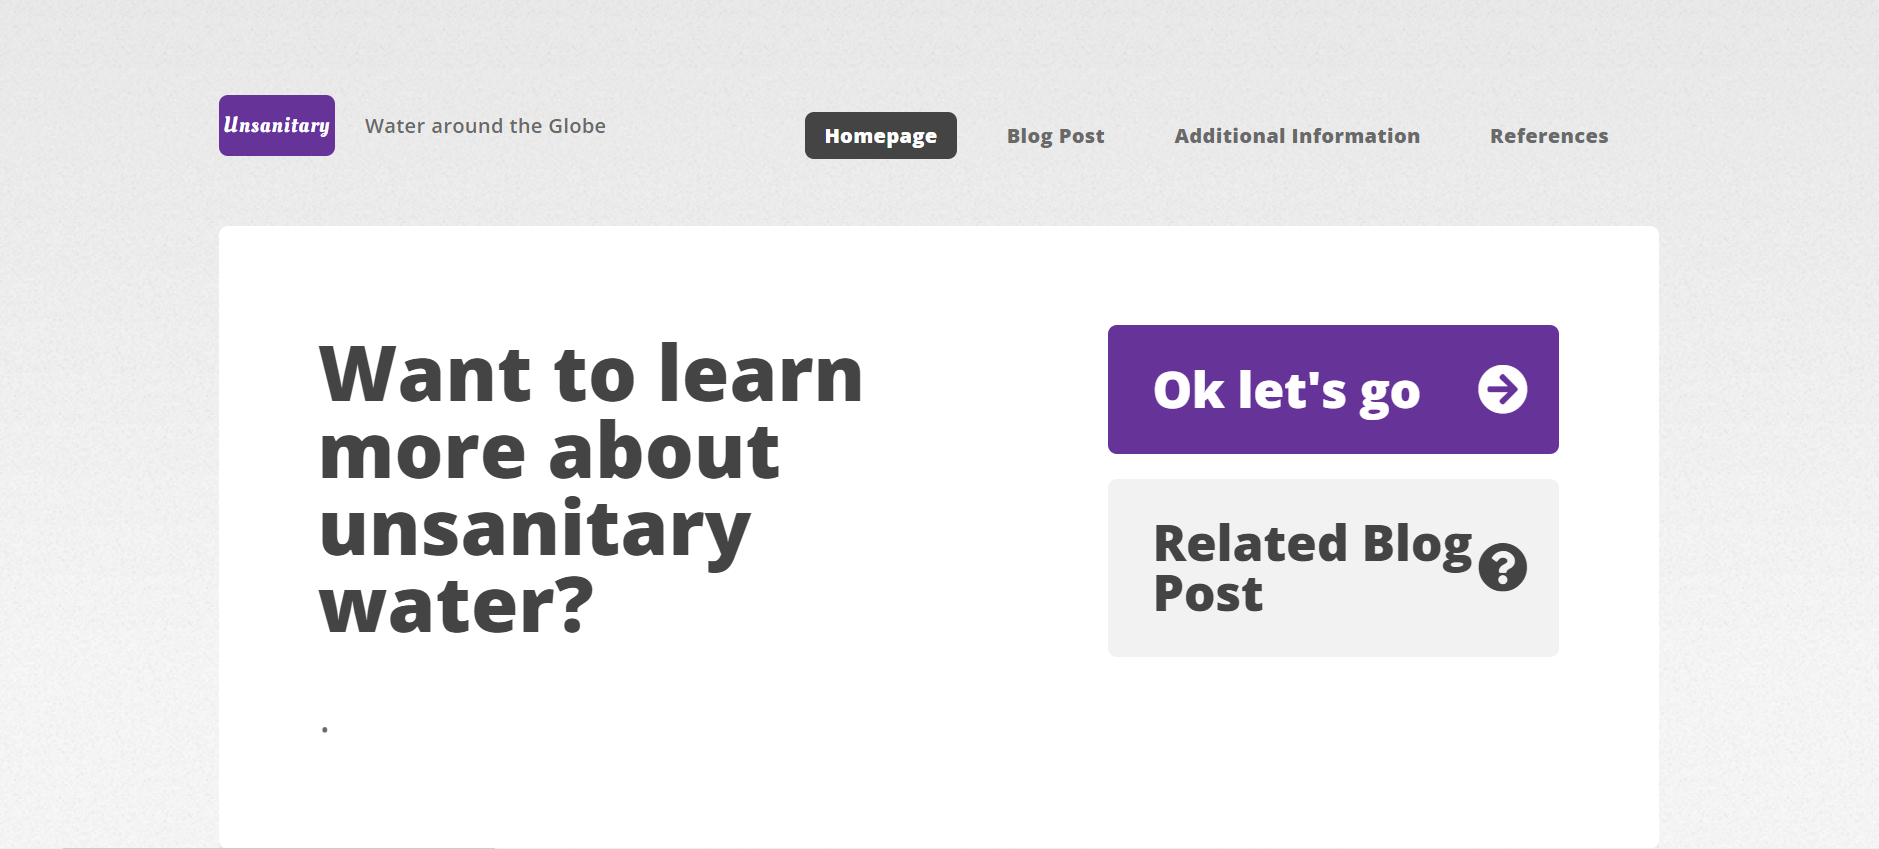 Unsanitary
Water around the Globe
Homepage
Blog Post
Additional Information
References
Want to learn
more about
unsanitary
water?
.
Ok let's go
Related Blog
Post